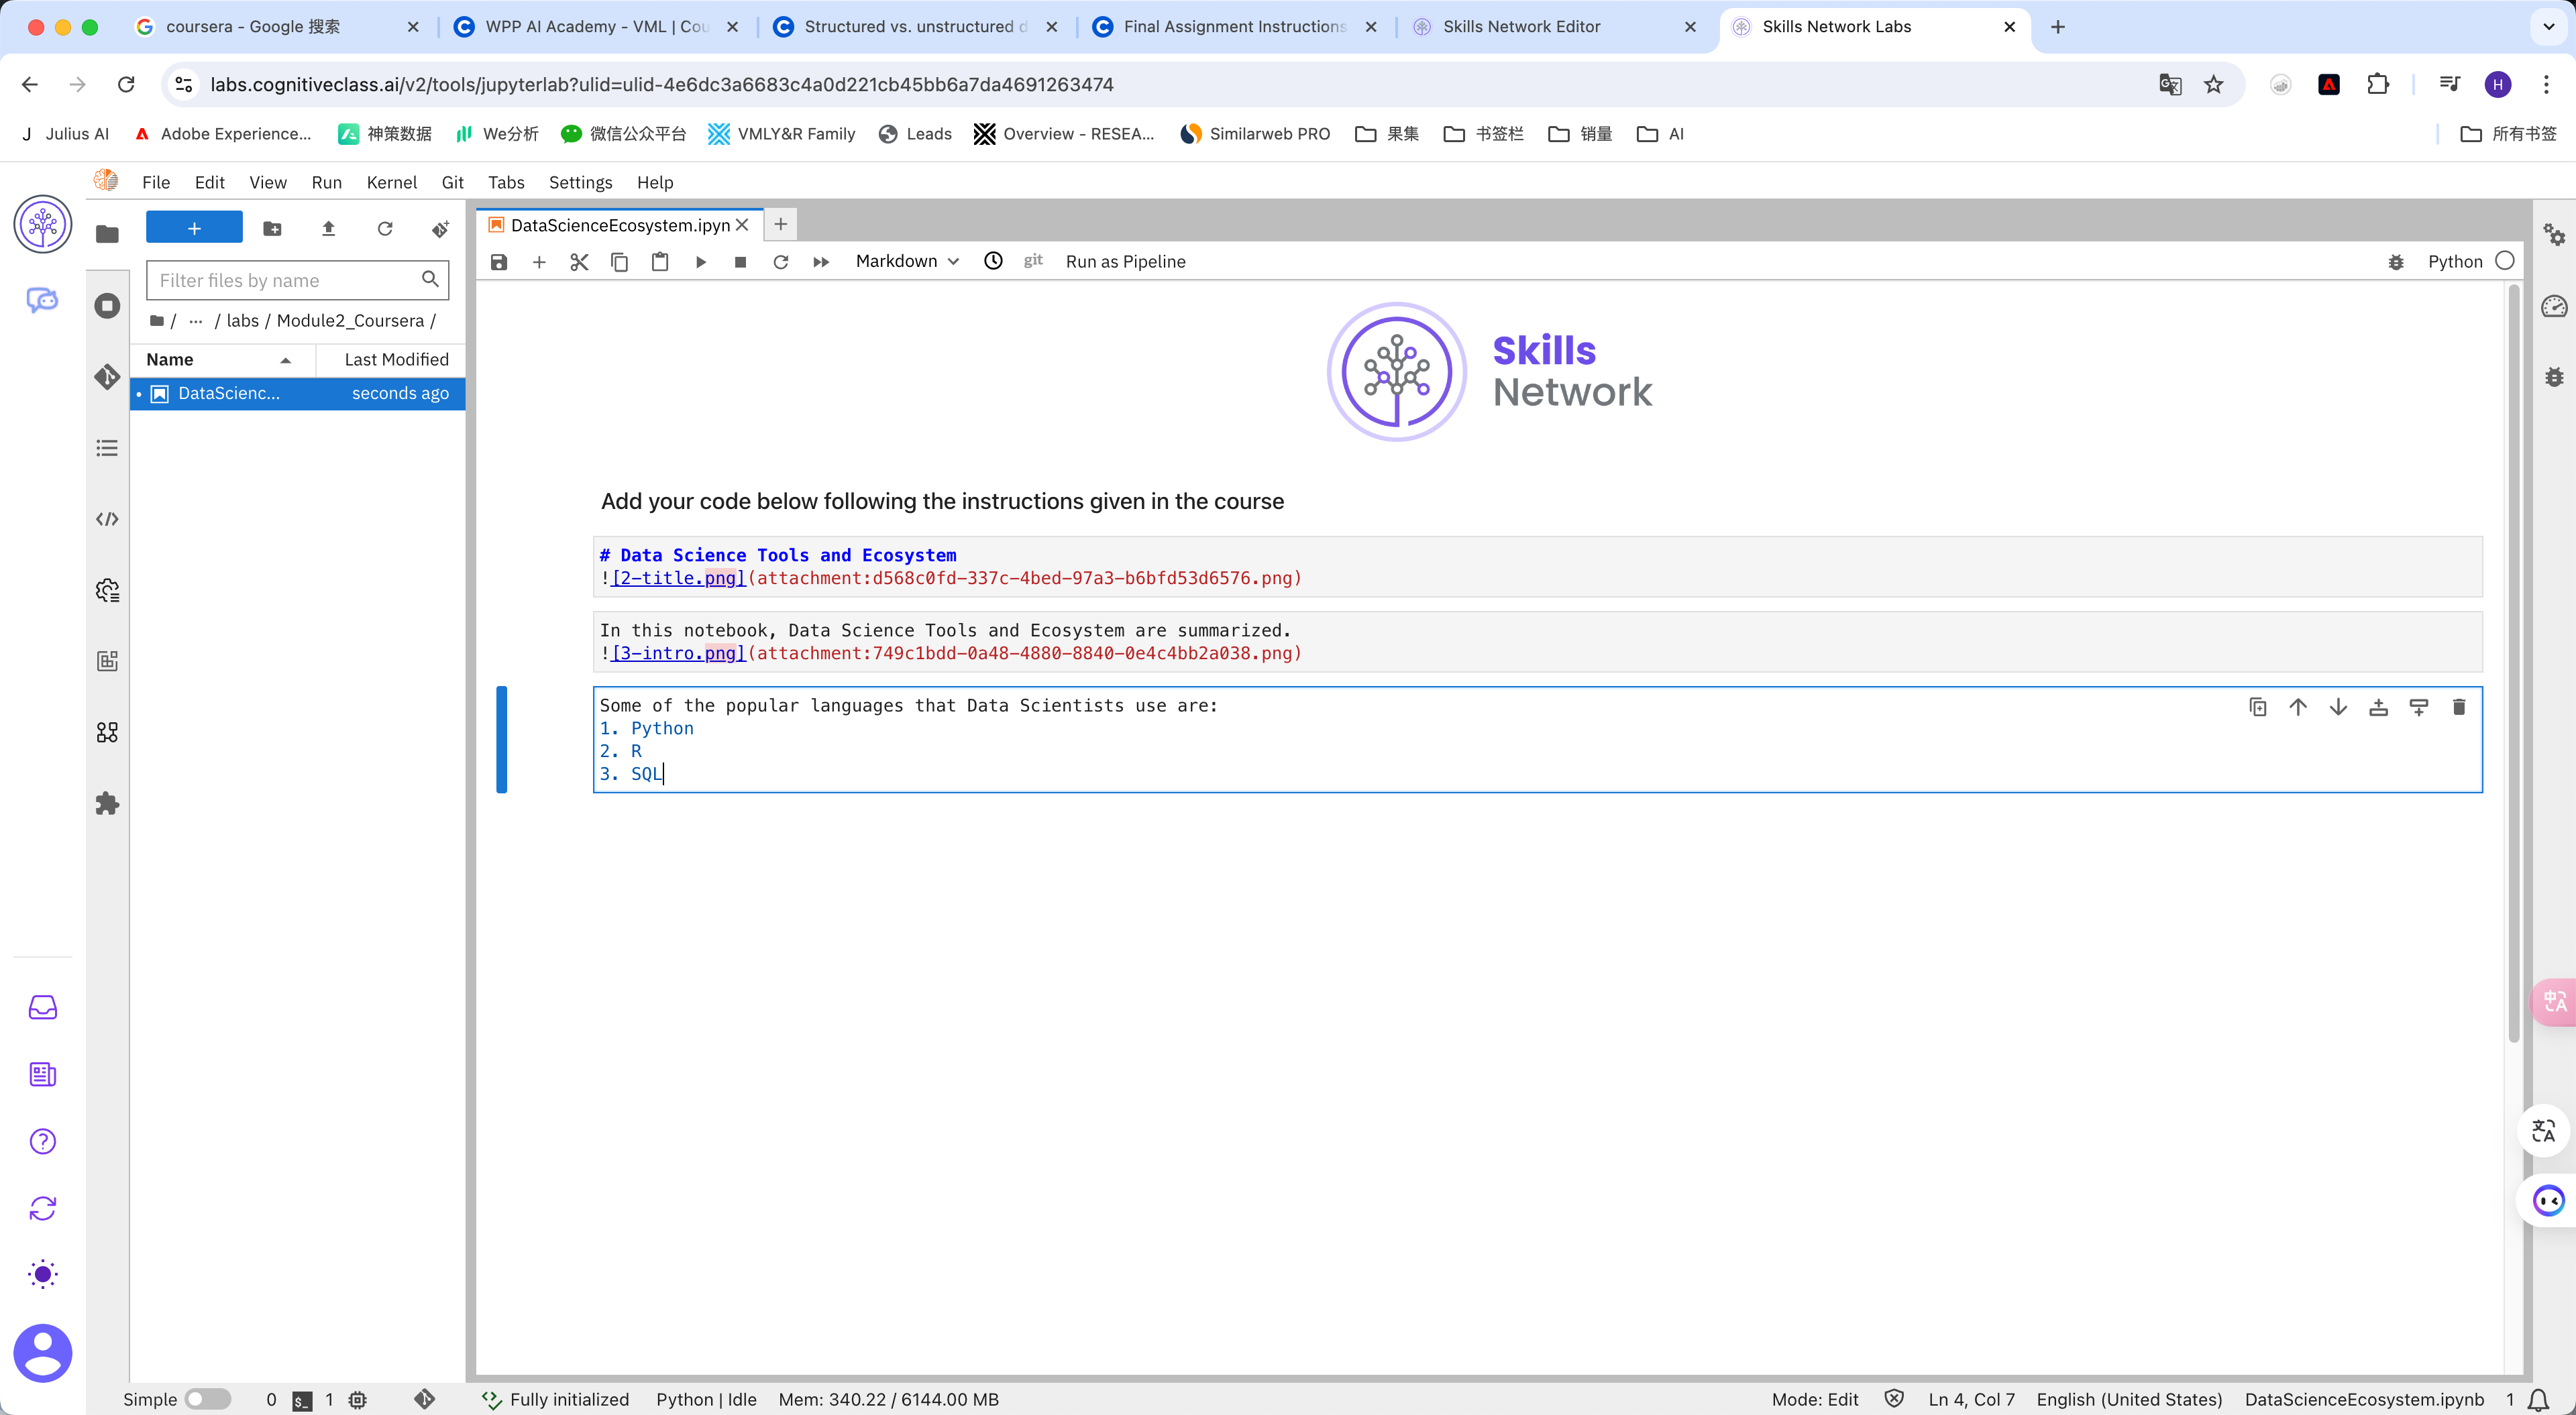 coursera - Google 搜索
WPP AI Academy - VML | Cou
Structured vs. unstructured d
Final Assignment Instructions
Skills Network Editor
Skills Network Labs
labs.cognitiveclass.ai/v2/tools/jupyterlab?ulid=ulid-4e6dc3a6683c4a0d221cb45bb6a7da4691263474
H
J Julius AI
Adobe Experience...
神策数据
We分析
微信公众平台
VMLY&R Family
Leads
Overview - RESEA...
Similarweb PRO
果集
书签栏
销量
AI
所有书签
File Edit View Run Kernel Git Tabs Settings Help
DataScienceEcosystem.ipyn
Markdown
git
Run as Pipeline
Python
Filter files by name
/ ... / labs / Module2_Coursera /
Name Last Modified
DataScienc... seconds ago
Skills
Network
Add your code below following the instructions given in the course
# Data Science Tools and Ecosystem
![2-title.png](attachment:d568c0fd-337c-4bed-97a3-b6bfd53d6576.png)
In this notebook, Data Science Tools and Ecosystem are summarized.
![3-intro.png](attachment:749c1bdd-0a48-4880-8840-0e4c4bb2a038.png)
Some of the popular languages that Data Scientists use are:
1. Python
2. R
3. SQL
Simple 0 $_ 1 Fully initialized Python | Idle Mem: 340.22 / 6144.00 MB Mode: Edit Ln 4, Col 7 English (United States) DataScienceEcosystem.ipynb 1